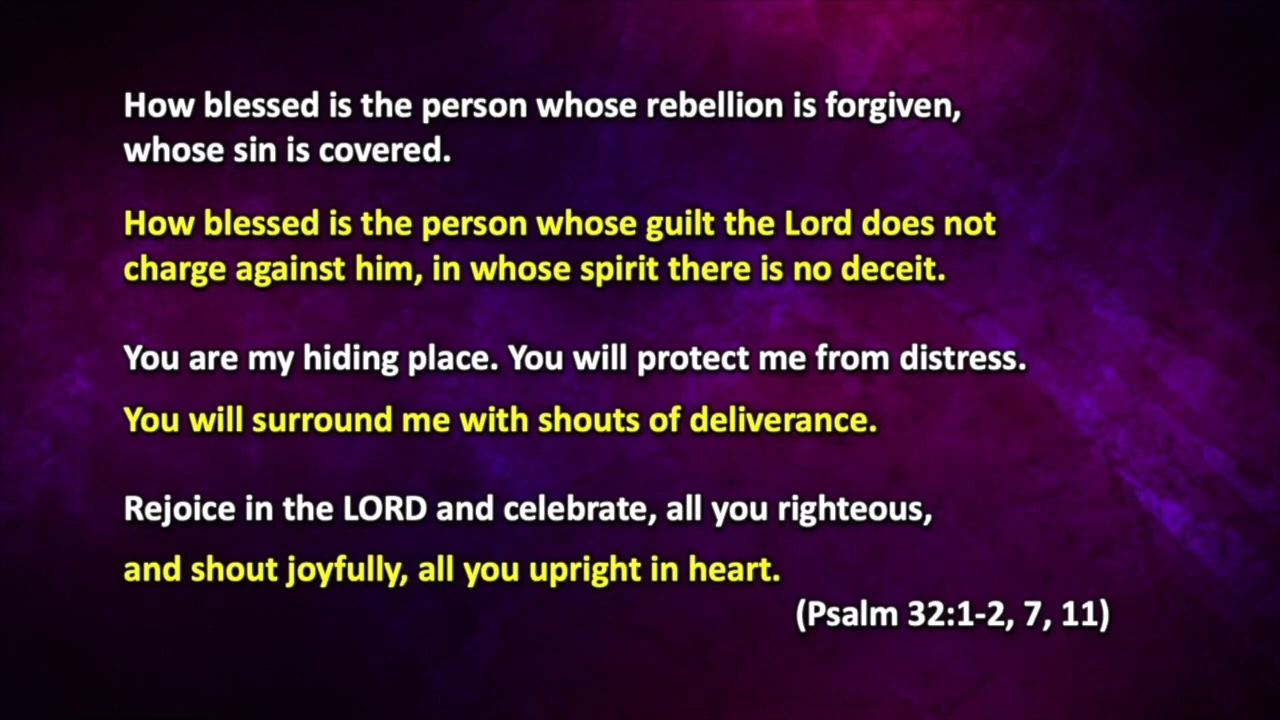 How blessed is the person whose rebellion is forgiven,
whose sin is covered.
How blessed is the person whose guilt the Lord does not
charge against him, in whose spirit there is no deceit.
You are my hiding place. You will protect me from distress.
You will surround me with shouts of deliverance.
Rejoice in the LORD and celebrate, all you righteous,
and shout joyfully, all you upright in heart.
(Psalm 32:1-2, 7, 11)